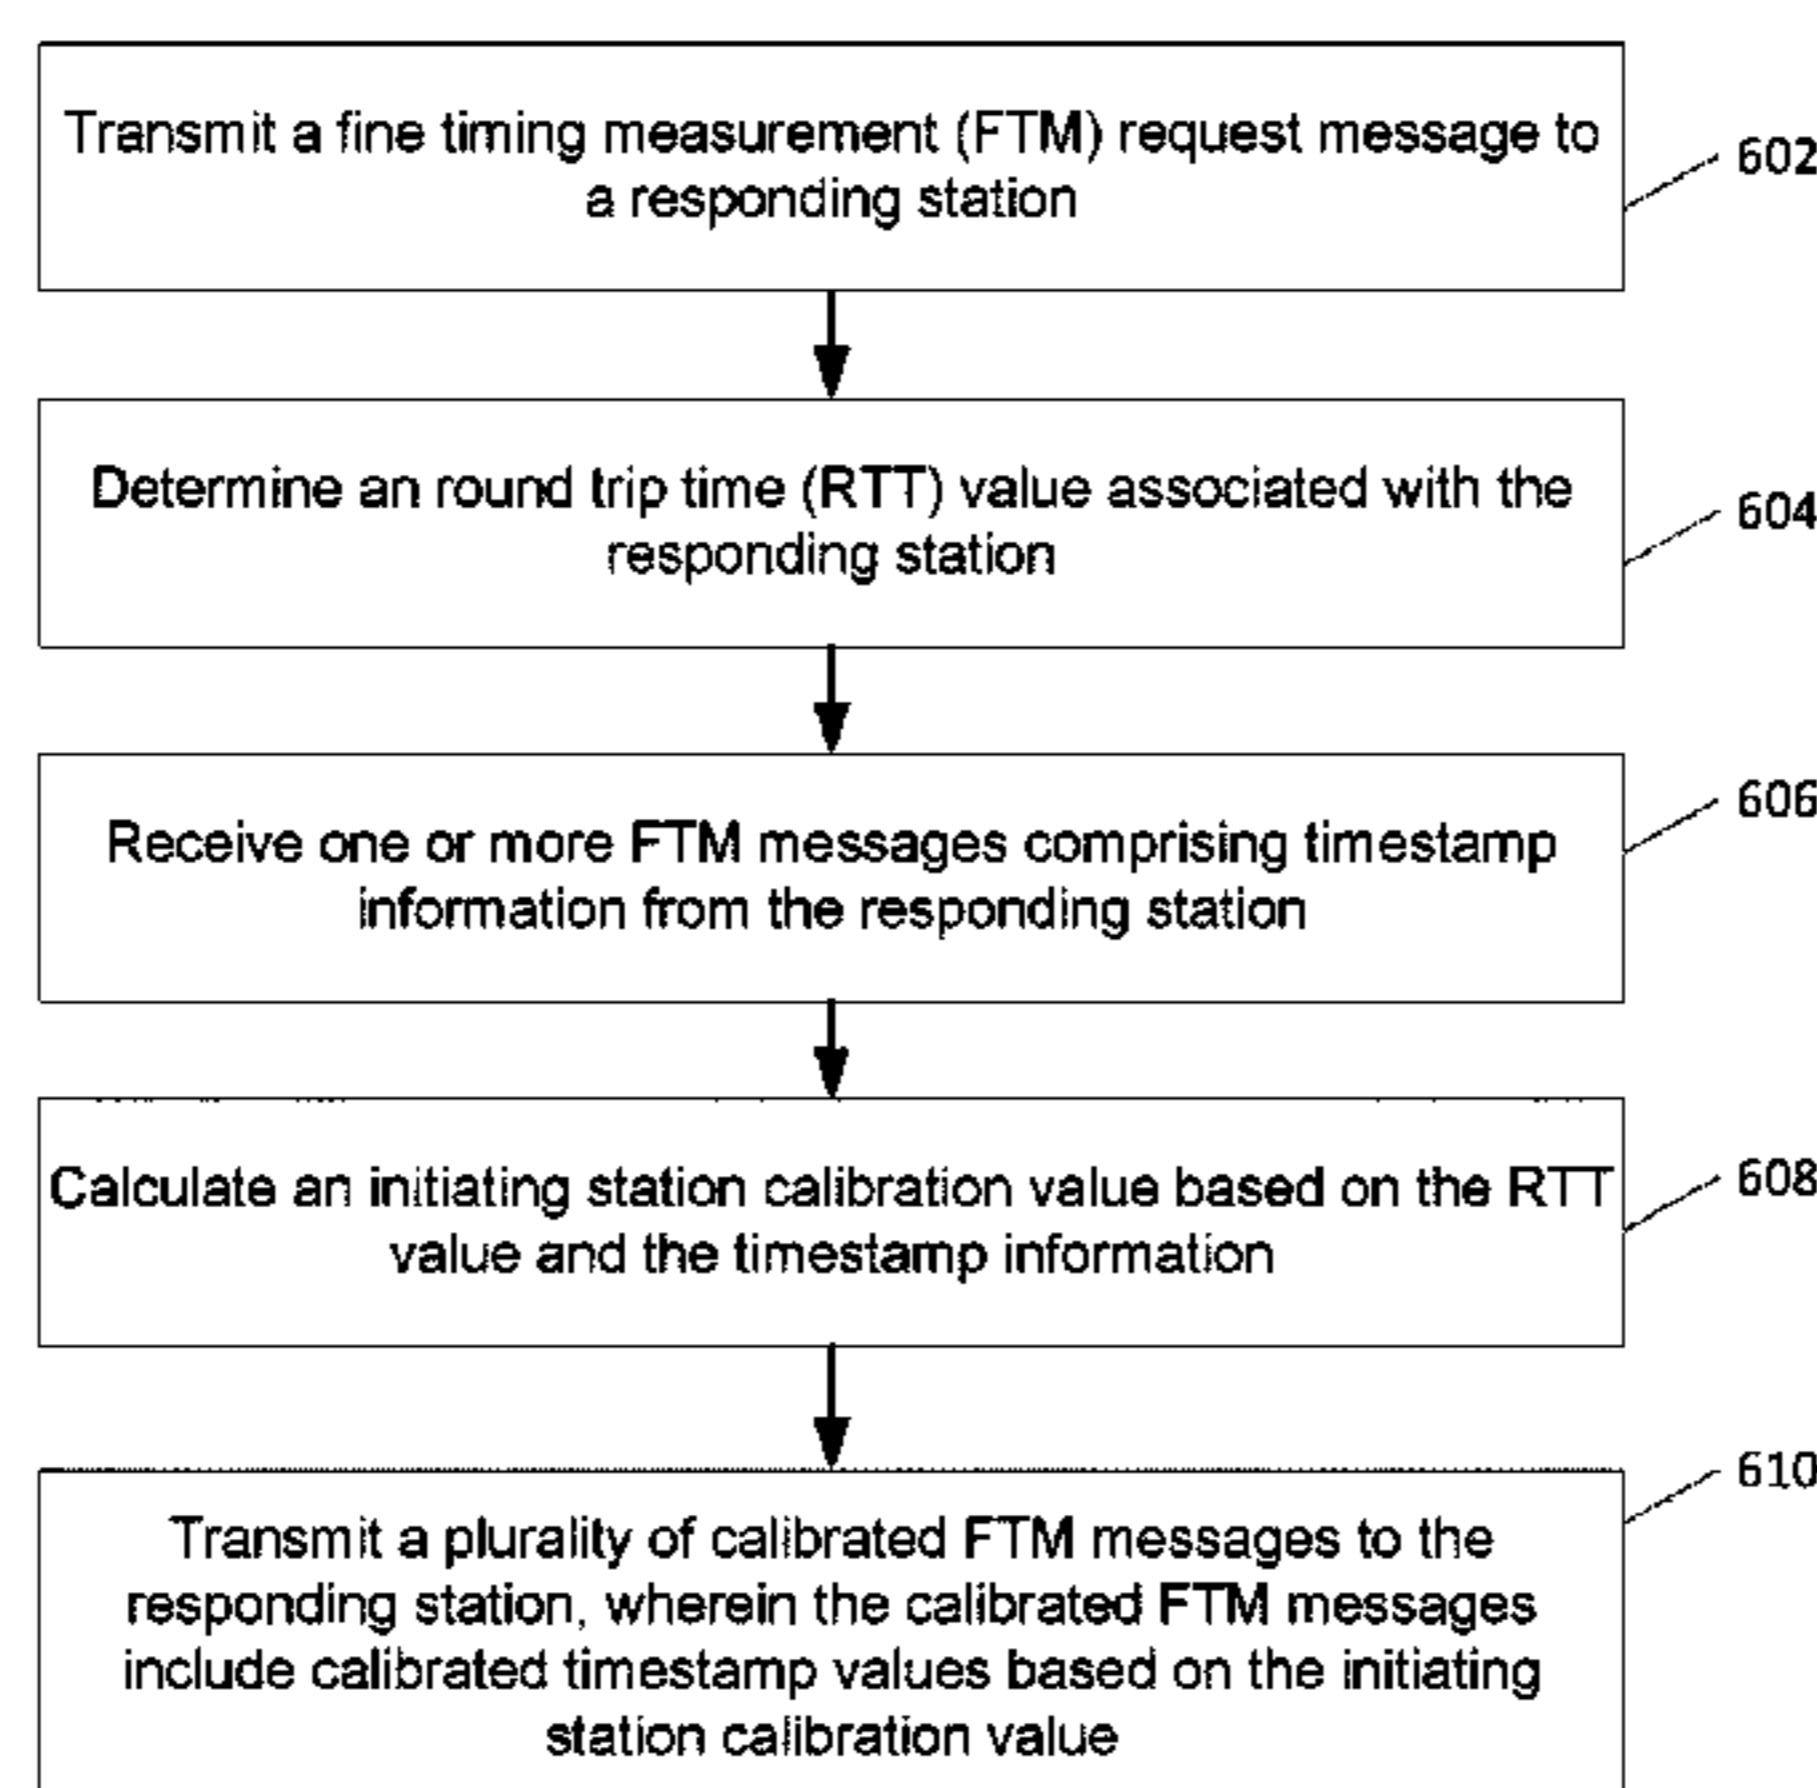 Transmit a fine timing measurement (FTM) request message to
a responding station
602
Determine an round trip time (RTT) value associated with the
responding station
604
Receive one or more FTM messages comprising timestamp
information from the responding station
606
Calculate an initiating station calibration value based on the RTT
value and the timestamp information
608
Transmit a plurality of calibrated FTM messages to the
responding station, wherein the calibrated FTM messages
include calibrated timestamp values based on the initiating
station calibration value
610